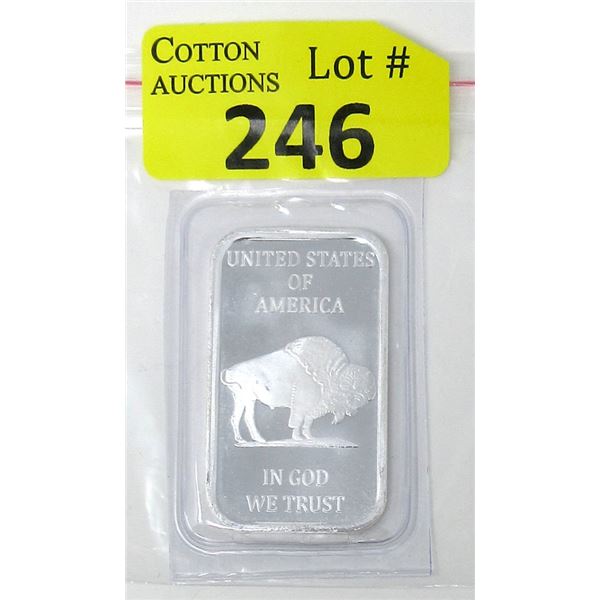 COTTON
AUCTIONS
Lot #
246
UNITED STATES
OF
AMERICA
IN GOD
WE TRUST